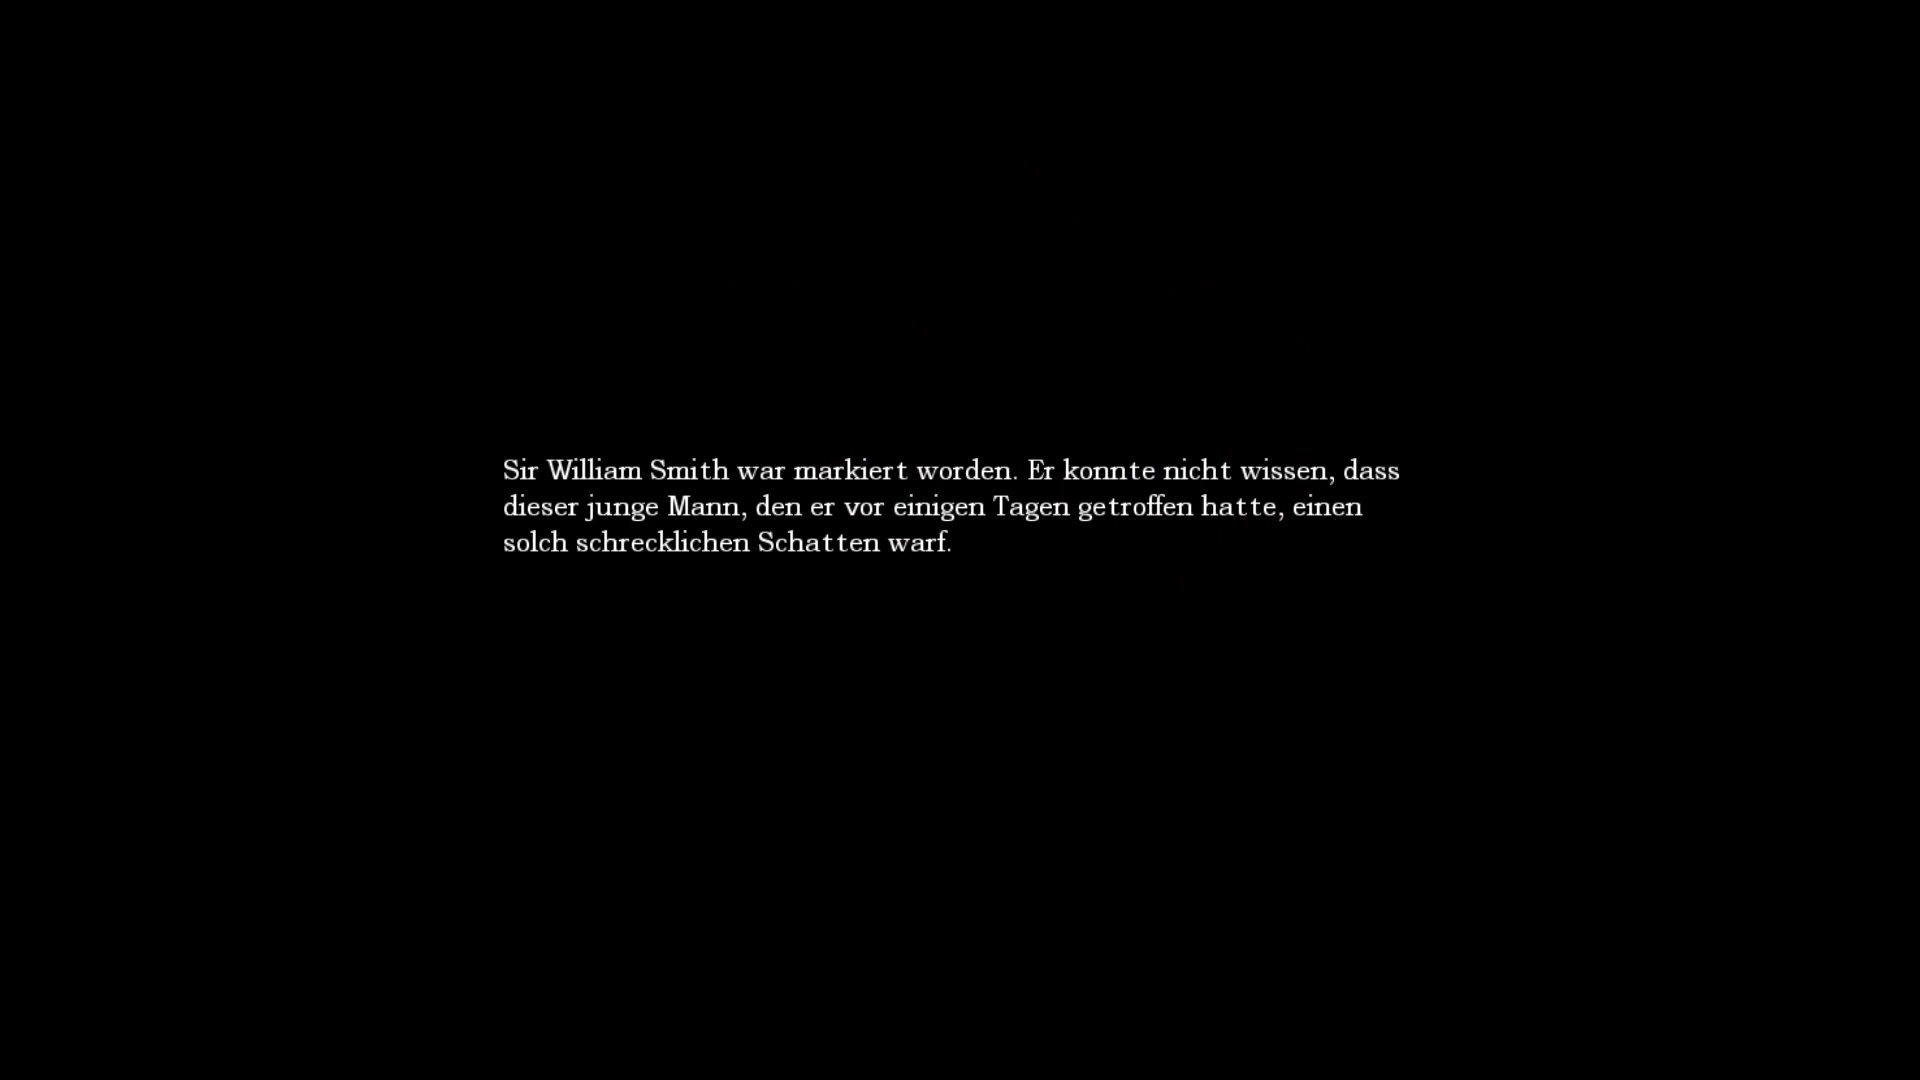 Sir William Smith war markiert worden. Er konnte nicht wissen, dass
dieser junge Mann, den er vor einigen Tagen getroffen hatte, einen
solch schrecklichen Schatten warf.